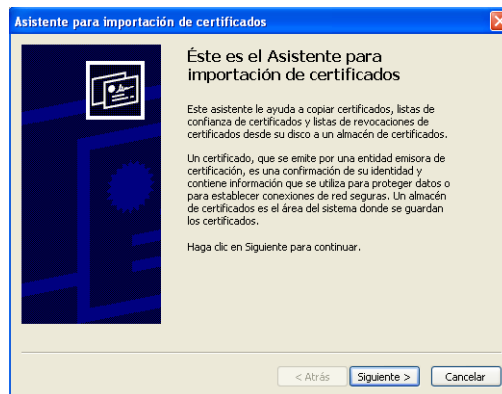 Asistente para importación de certificados
Éste es el Asistente para
importación de certificados
Este asistente le ayuda a copiar certificados, listas de
confianza de certificados y listas de revocaciones de
certificados desde su disco a un almacén de certificados.
Un certificado, que se emite por una entidad emisora de
certificación, es una confirmación de su identidad y
contiene información que se utiliza para proteger datos o
para establecer conexiones de red seguras. Un almacén
de certificados es el área del sistema donde se guardan
los certificados.
Haga clic en Siguiente para continuar.
< Atrás Siguiente > Cancelar